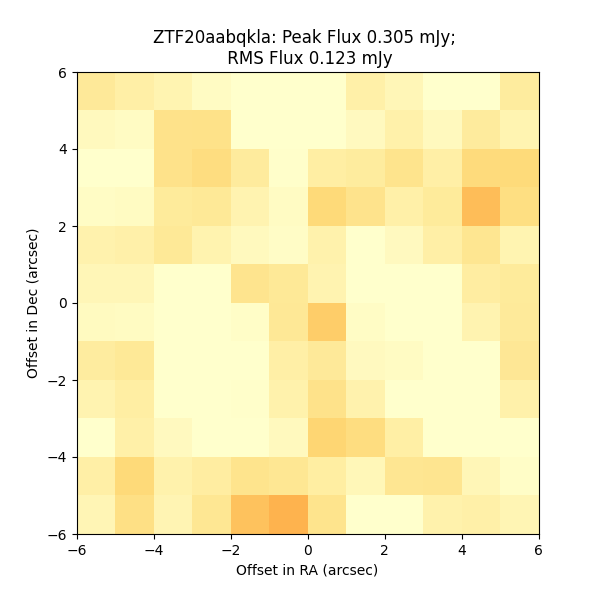 ZTF20aabqkla: Peak Flux 0.305 mJy;
RMS Flux 0.123 mJy
6
4
2
0
−2
−4
−6
Offset in Dec (arcsec)
−6 −4 −2 0 2 4 6
Offset in RA (arcsec)